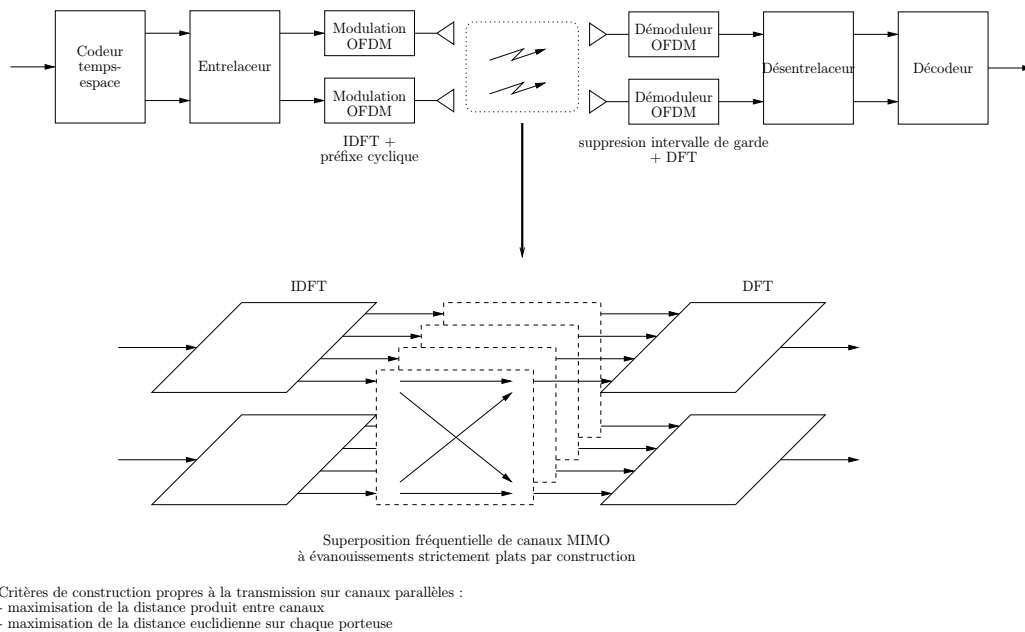 Codeur
temps-
espace
Entrelaceur
Modulation
OFDM
Modulation
OFDM
IDFT +
préfixe cyclique
Démoduleur
OFDM
Démoduleur
OFDM
suppresion intervalle de garde
+ DFT
Désentrelaceur
Décodeur
IDFT
DFT
Superposition fréquentielle de canaux MIMO
à évanouissements strictement plats par construction
Critères de construction propres à la transmission sur canaux parallèles :
- maximisation de la distance produit entre canaux
- maximisation de la distance euclidienne sur chaque porteuse